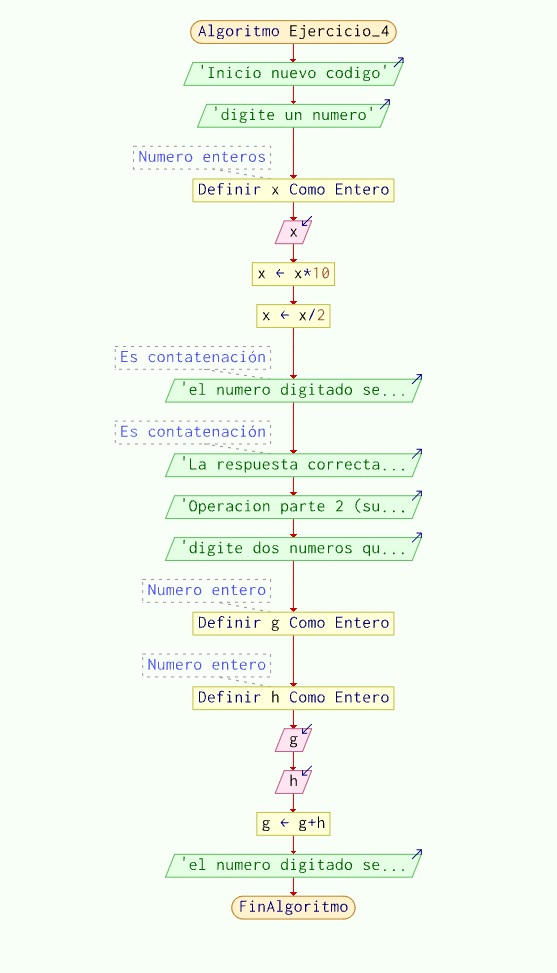 Algoritmo Ejercicio_4
'Inicio nuevo codigo'
'digite un numero'
Numero enteros
Definir x Como Entero
x
x ← x*10
x ← x/2
Es contatenación
'el numero digitado se...
Es contatenación
'La respuesta correcta...
'Operacion parte 2 (su...
'digite dos numeros qu...
Numero entero
Definir g Como Entero
Numero entero
Definir h Como Entero
g
h
g ← g+h
'el numero digitado se...
FinAlgoritmo